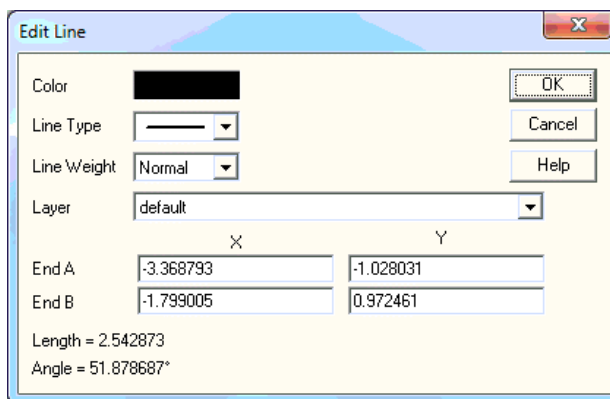 Edit Line
Color
OK
Line Type
Cancel
Line Weight Normal
Help
Layer default
X Y
End A -3.368793 -1.028031
End B -1.799005 0.972461
Length = 2.542873
Angle = 51.878687°